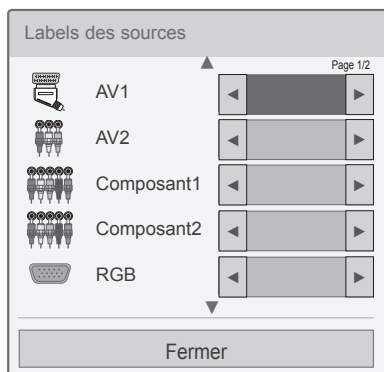 Labels des sources
Page 1/2
AV1
AV2
Composant1
Composant2
RGB
Fermer